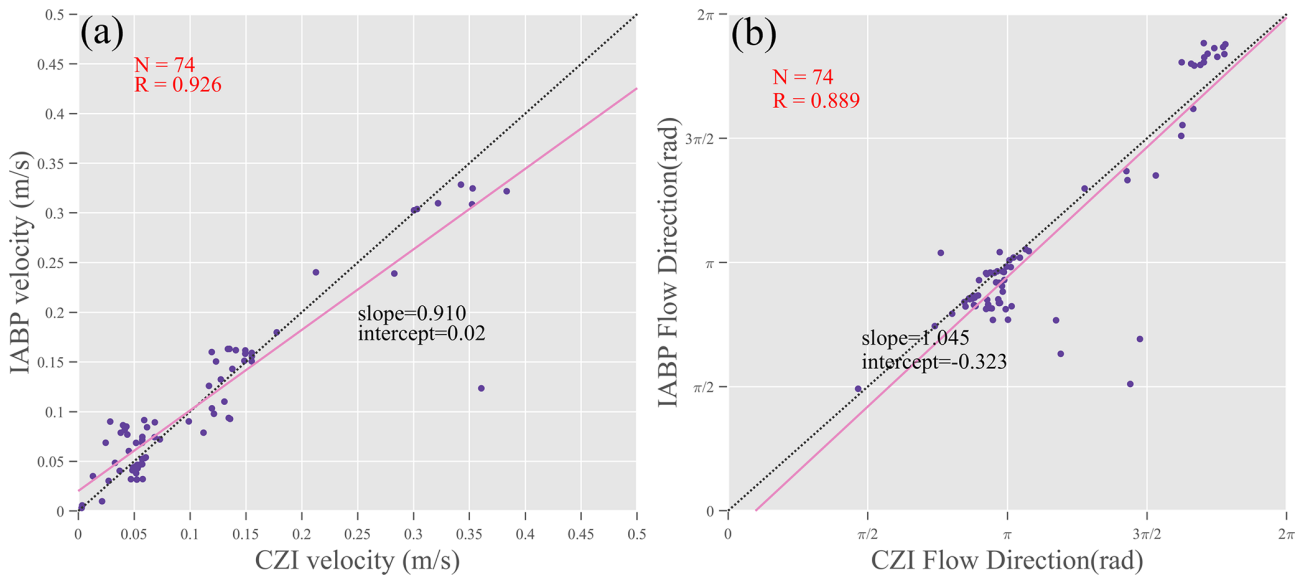 (a)
N = 74
R = 0.926
slope=0.910
intercept=0.02
IABP velocity (m/s)
0.5
0.45
0.4
0.35
0.3
0.25
0.2
0.15
0.1
0.05
0
0 0.05 0.1 0.15 0.2 0.25 0.3 0.35 0.4 0.45 0.5
CZI velocity (m/s)
(b)
N = 74
R = 0.889
slope=1.045
intercept=-0.323
IABP Flow Direction(rad)
2π
3π/2
π
π/2
0
0 π/2 π 3π/2 2π
CZI Flow Direction(rad)